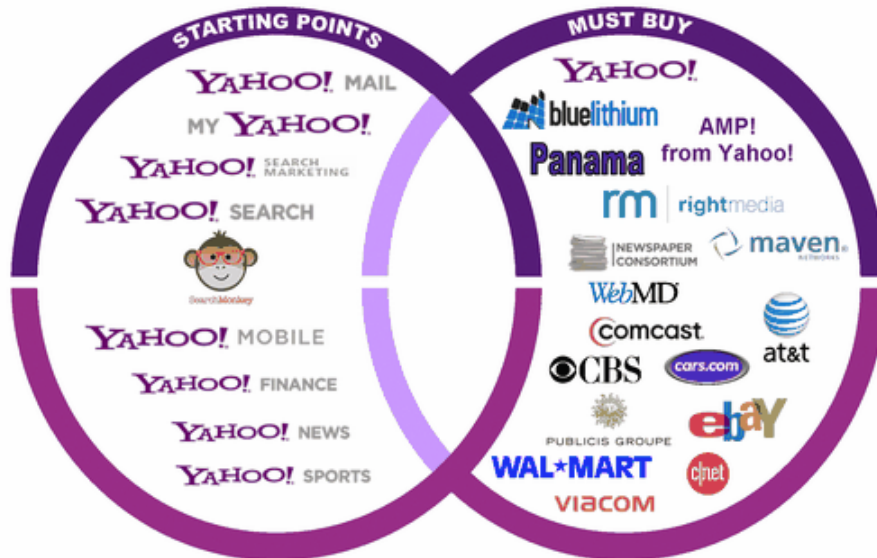 STARTING POINTS
YAHOO! MAIL
MY YAHOO!
YAHOO! SEARCH MARKETING
YAHOO! SEARCH
SearchMonkey
YAHOO! MOBILE
YAHOO! FINANCE
YAHOO! NEWS
YAHOO! SPORTS
MUST BUY
YAHOO!
bluelithium
AMP!
from Yahoo!
Panama
rm rightmedia
NEWSPAPER
CONSORTIUM
maven®
NETWORKS
WebMD
comcast.
at&t
CBS
cars.com
PUBLICIS GROUPE
ebay
WAL★MART
c|net
VIACOM